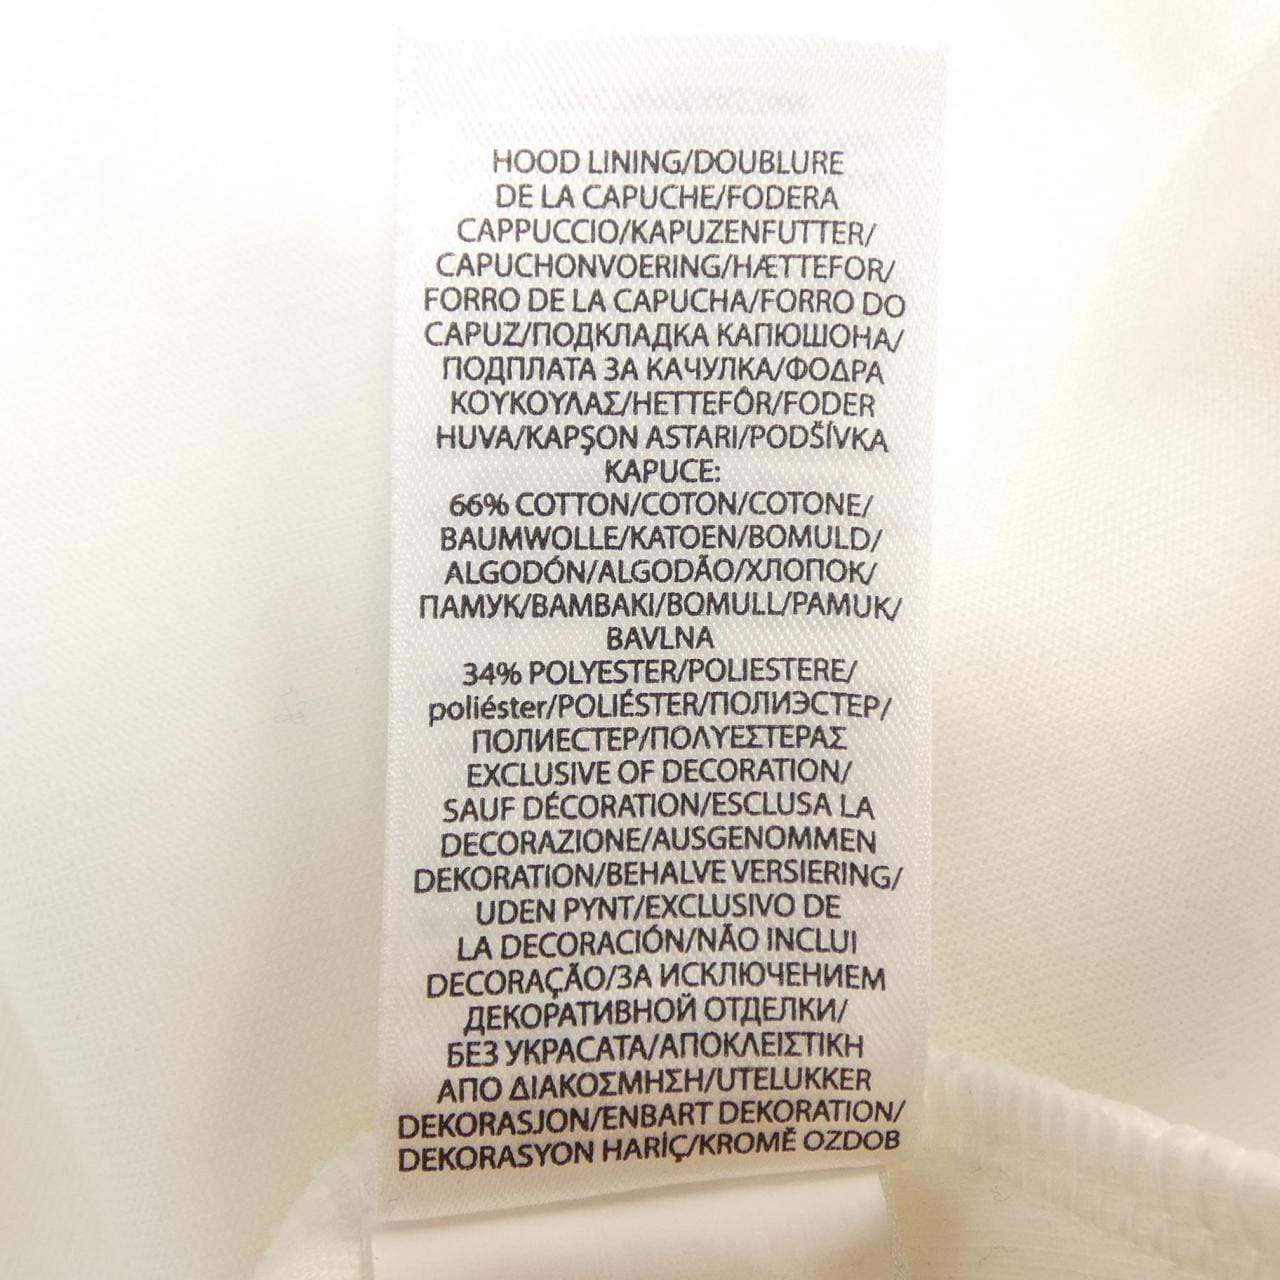 HOOD LINING/DOUBLURE
DE LA CAPUCHE/FODERA
CAPPUCCIO/KAPUZENFUTTER/
CAPUCHONVOERING/HÆTTEFOR/
FORRO DE LA CAPUCHA/FORRO DO
CAPUZ/ПОДКЛАДКА КАПЮШОНА/
ПОДПЛАТА ЗА КАЧУЛКА/ΦΟΔΡΑ
ΚΟΥΚΟΥΛΑΣ/HETTEFÔR/FODER
HUVA/KAPŞON ASTARI/PODŠÍVKA
KAPUCE:
66% COTTON/COTON/COTONE/
BAUMWOLLE/KATOEN/BOMULD/
ALGODÓN/ALGODÃO/ХЛОПОК/
ПАМУК/ΒΑΜΒΑΚΙ/BOMULL/PAMUK/
BAVLNA
34% POLYESTER/POLIESTERE/
poliéster/POLIÉSTER/ПОЛИЭСТЕР/
ПОЛИЕСТЕР/ΠΟΛΥΕΣΤΕΡΑΣ
EXCLUSIVE OF DECORATION/
SAUF DÉCORATION/ESCLUSA LA
DECORAZIONE/AUSGENOMMEN
DEKORATION/BEHALVE VERSIERING/
UDEN PYNT/EXCLUSIVO DE
LA DECORACIÓN/NÃO INCLUI
DECORAÇÃO/ЗА ИСКЛЮЧЕНИЕМ
ДЕКОРАТИВНОЙ ОТДЕЛКИ/
БЕЗ УКРАСАТА/ΑΠΟΚΛΕΙΣΤΙΚΗ
ΑΠΟ ΔΙΑΚΟΣΜΗΣΗ/UTELUKKER
DEKORASJON/ENBART DEKORATION/
DEKORASYON HARİÇ/KROMĚ OZDOB